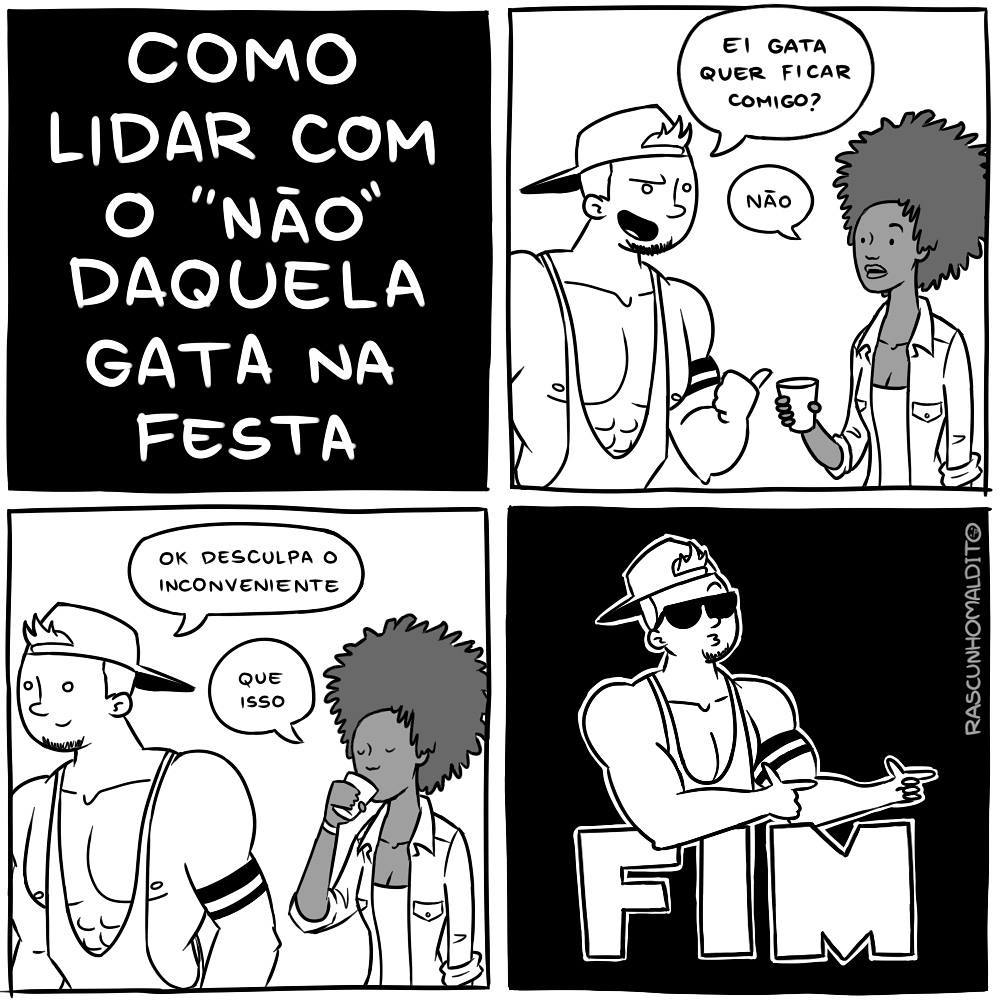 COMO
LIDAR COM
O "NÃO"
DAQUELA
GATA NA
FESTA
EI GATA
QUER FICAR
COMIGO?
NÃO
OK DESCULPA O
INCONVENIENTE
QUE
ISSO
FIM
RASCUNHOMALDITO